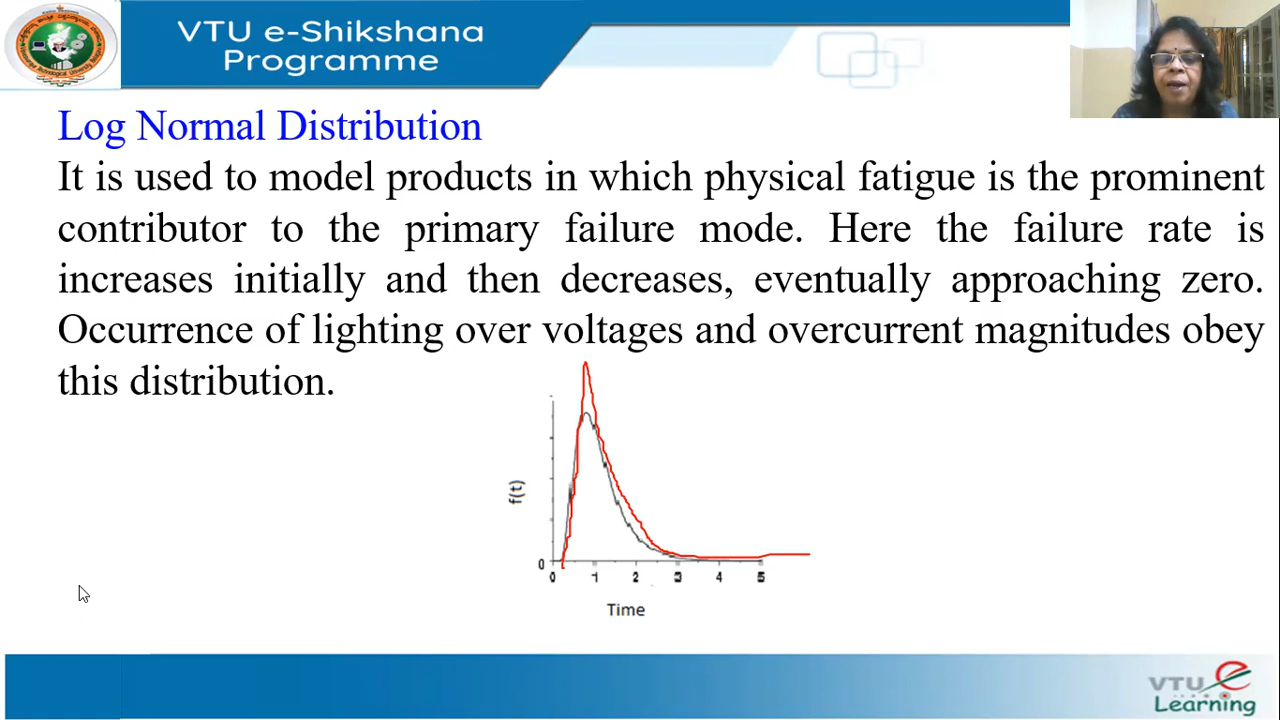 VTU e-Shikshana
Programme
Log Normal Distribution
It is used to model products in which physical fatigue is the prominent
contributor to the primary failure mode. Here the failure rate is
increases initially and then decreases, eventually approaching zero.
Occurrence of lighting over voltages and overcurrent magnitudes obey
this distribution.
f(t)
0
0 1 2 3 4 5
Time
VTU e
Learning